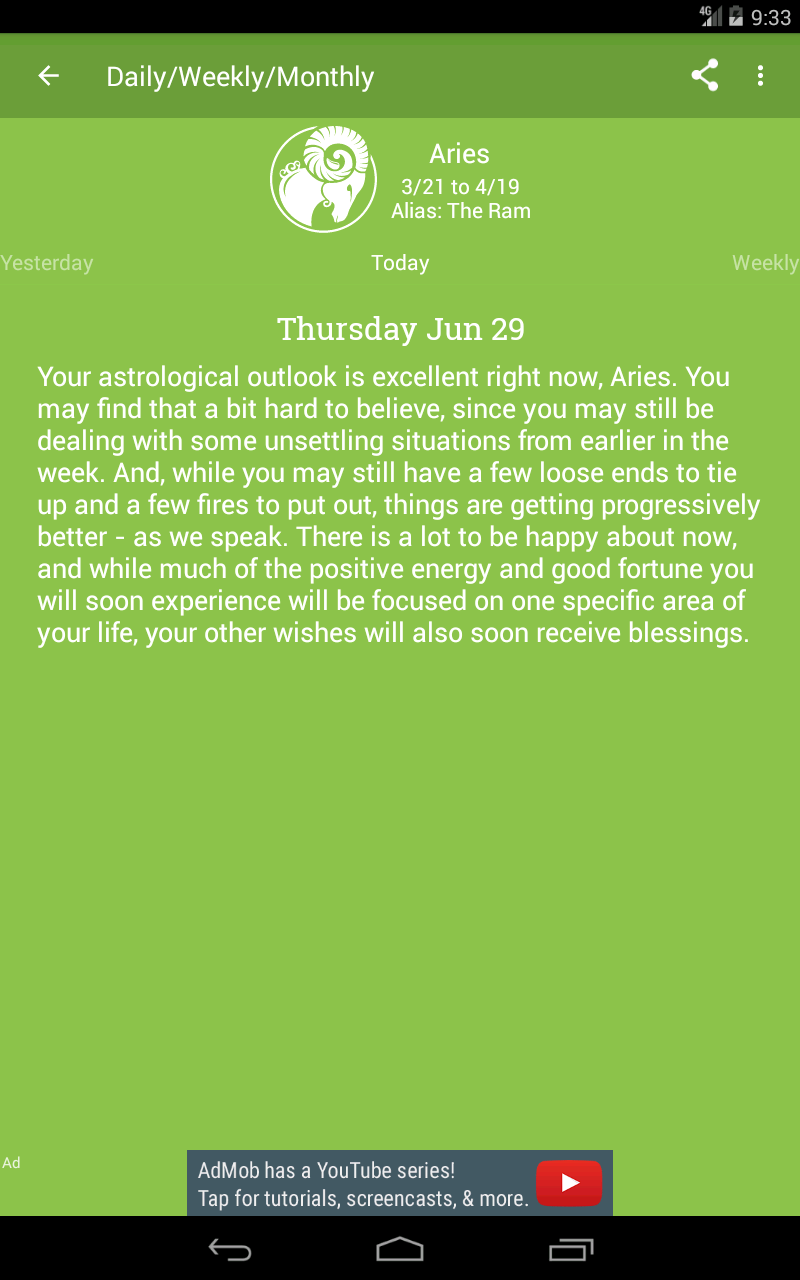 4G 9:33
Daily/Weekly/Monthly
Aries
3/21 to 4/19
Alias: The Ram
Yesterday Today Weekly
Thursday Jun 29
Your astrological outlook is excellent right now, Aries. You
may find that a bit hard to believe, since you may still be
dealing with some unsettling situations from earlier in the
week. And, while you may still have a few loose ends to tie
up and a few fires to put out, things are getting progressively
better - as we speak. There is a lot to be happy about now,
and while much of the positive energy and good fortune you
will soon experience will be focused on one specific area of
your life, your other wishes will also soon receive blessings.
Ad
AdMob has a YouTube series!
Tap for tutorials, screencasts, & more.